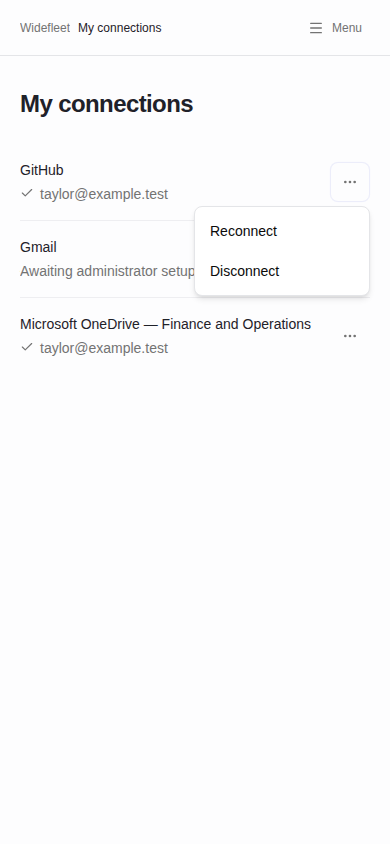 Widefleet My connections
Menu
My connections
GitHub
taylor@example.test
Reconnect
Disconnect
Gmail
Awaiting administrator setup
Microsoft OneDrive — Finance and Operations
taylor@example.test